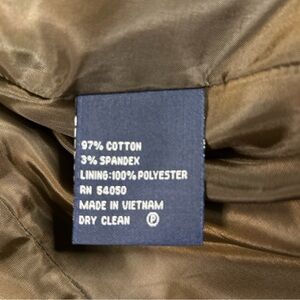 97% COTTON
3% SPANDEX
LINING:100% POLYESTER
RN 54050
MADE IN VIETNAM
DRY CLEAN Ⓟ